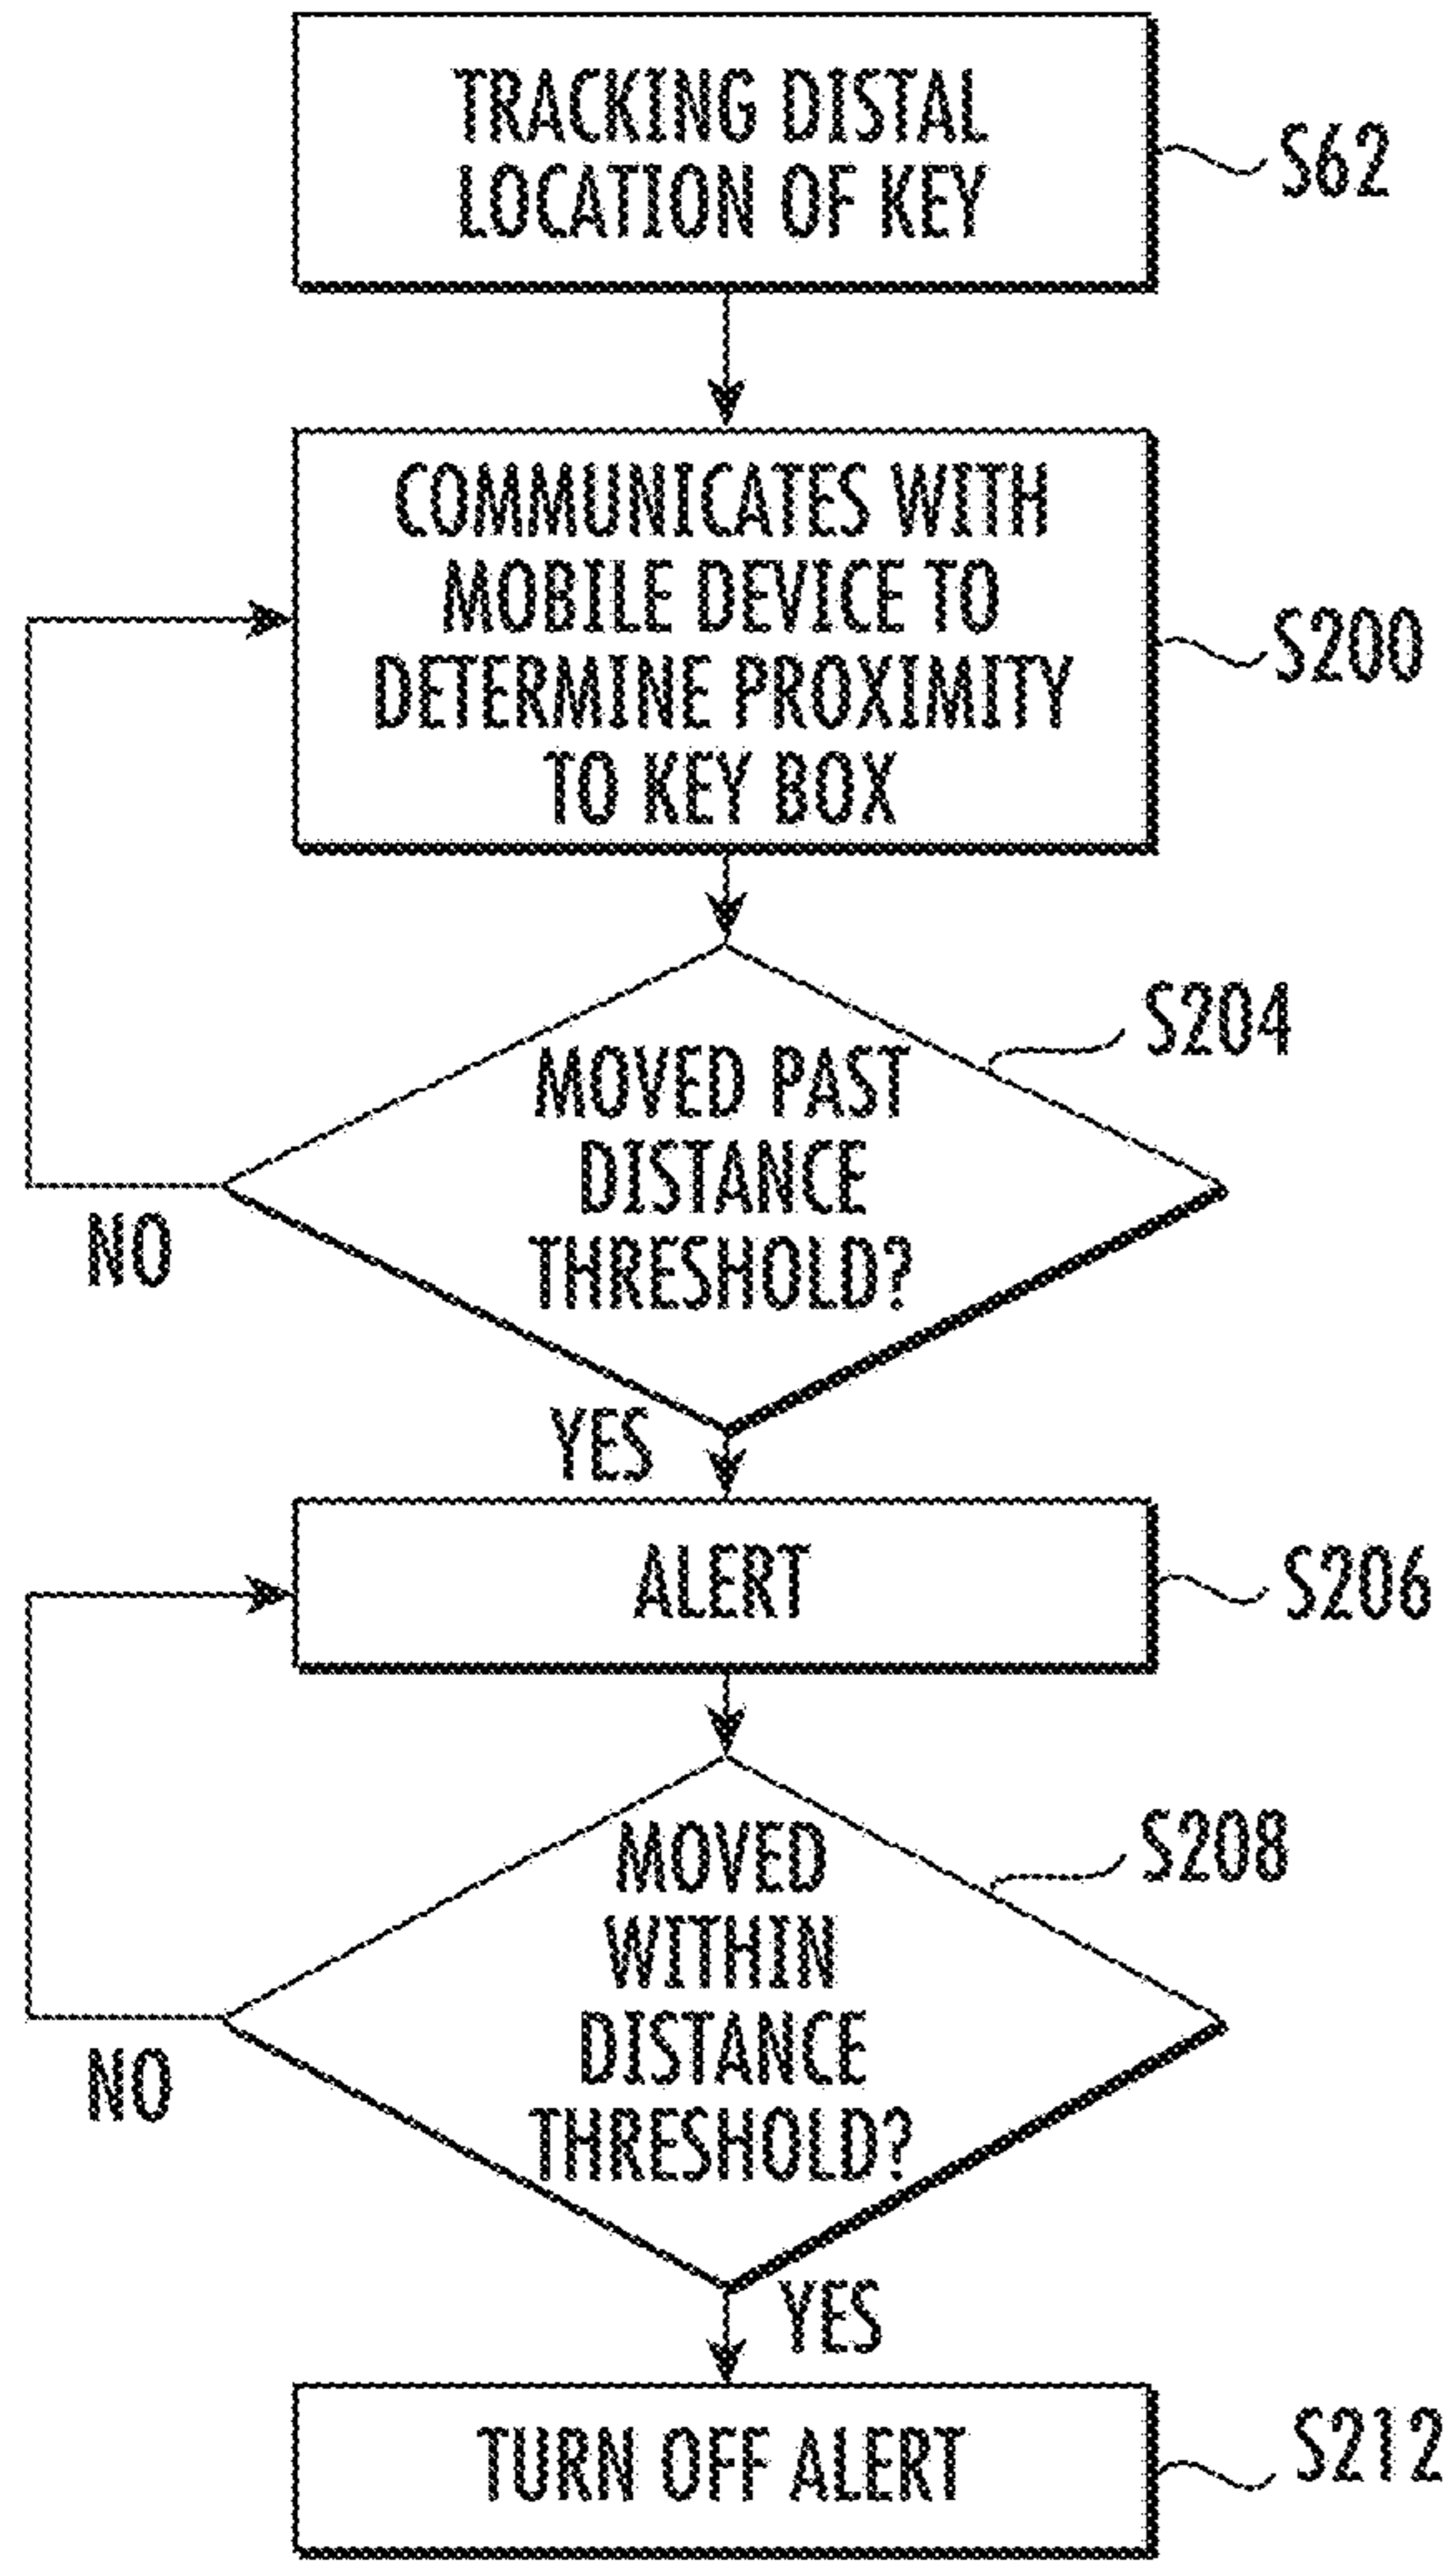 TRACKING DISTAL
LOCATION OF KEY
S62
COMMUNICATES WITH
MOBILE DEVICE TO
DETERMINE PROXIMITY
TO KEY BOX
S200
S204
MOVED PAST
DISTANCE
THRESHOLD?
NO
YES
ALERT
S206
S208
MOVED
WITHIN
DISTANCE
THRESHOLD?
NO
YES
TURN OFF ALERT
S212